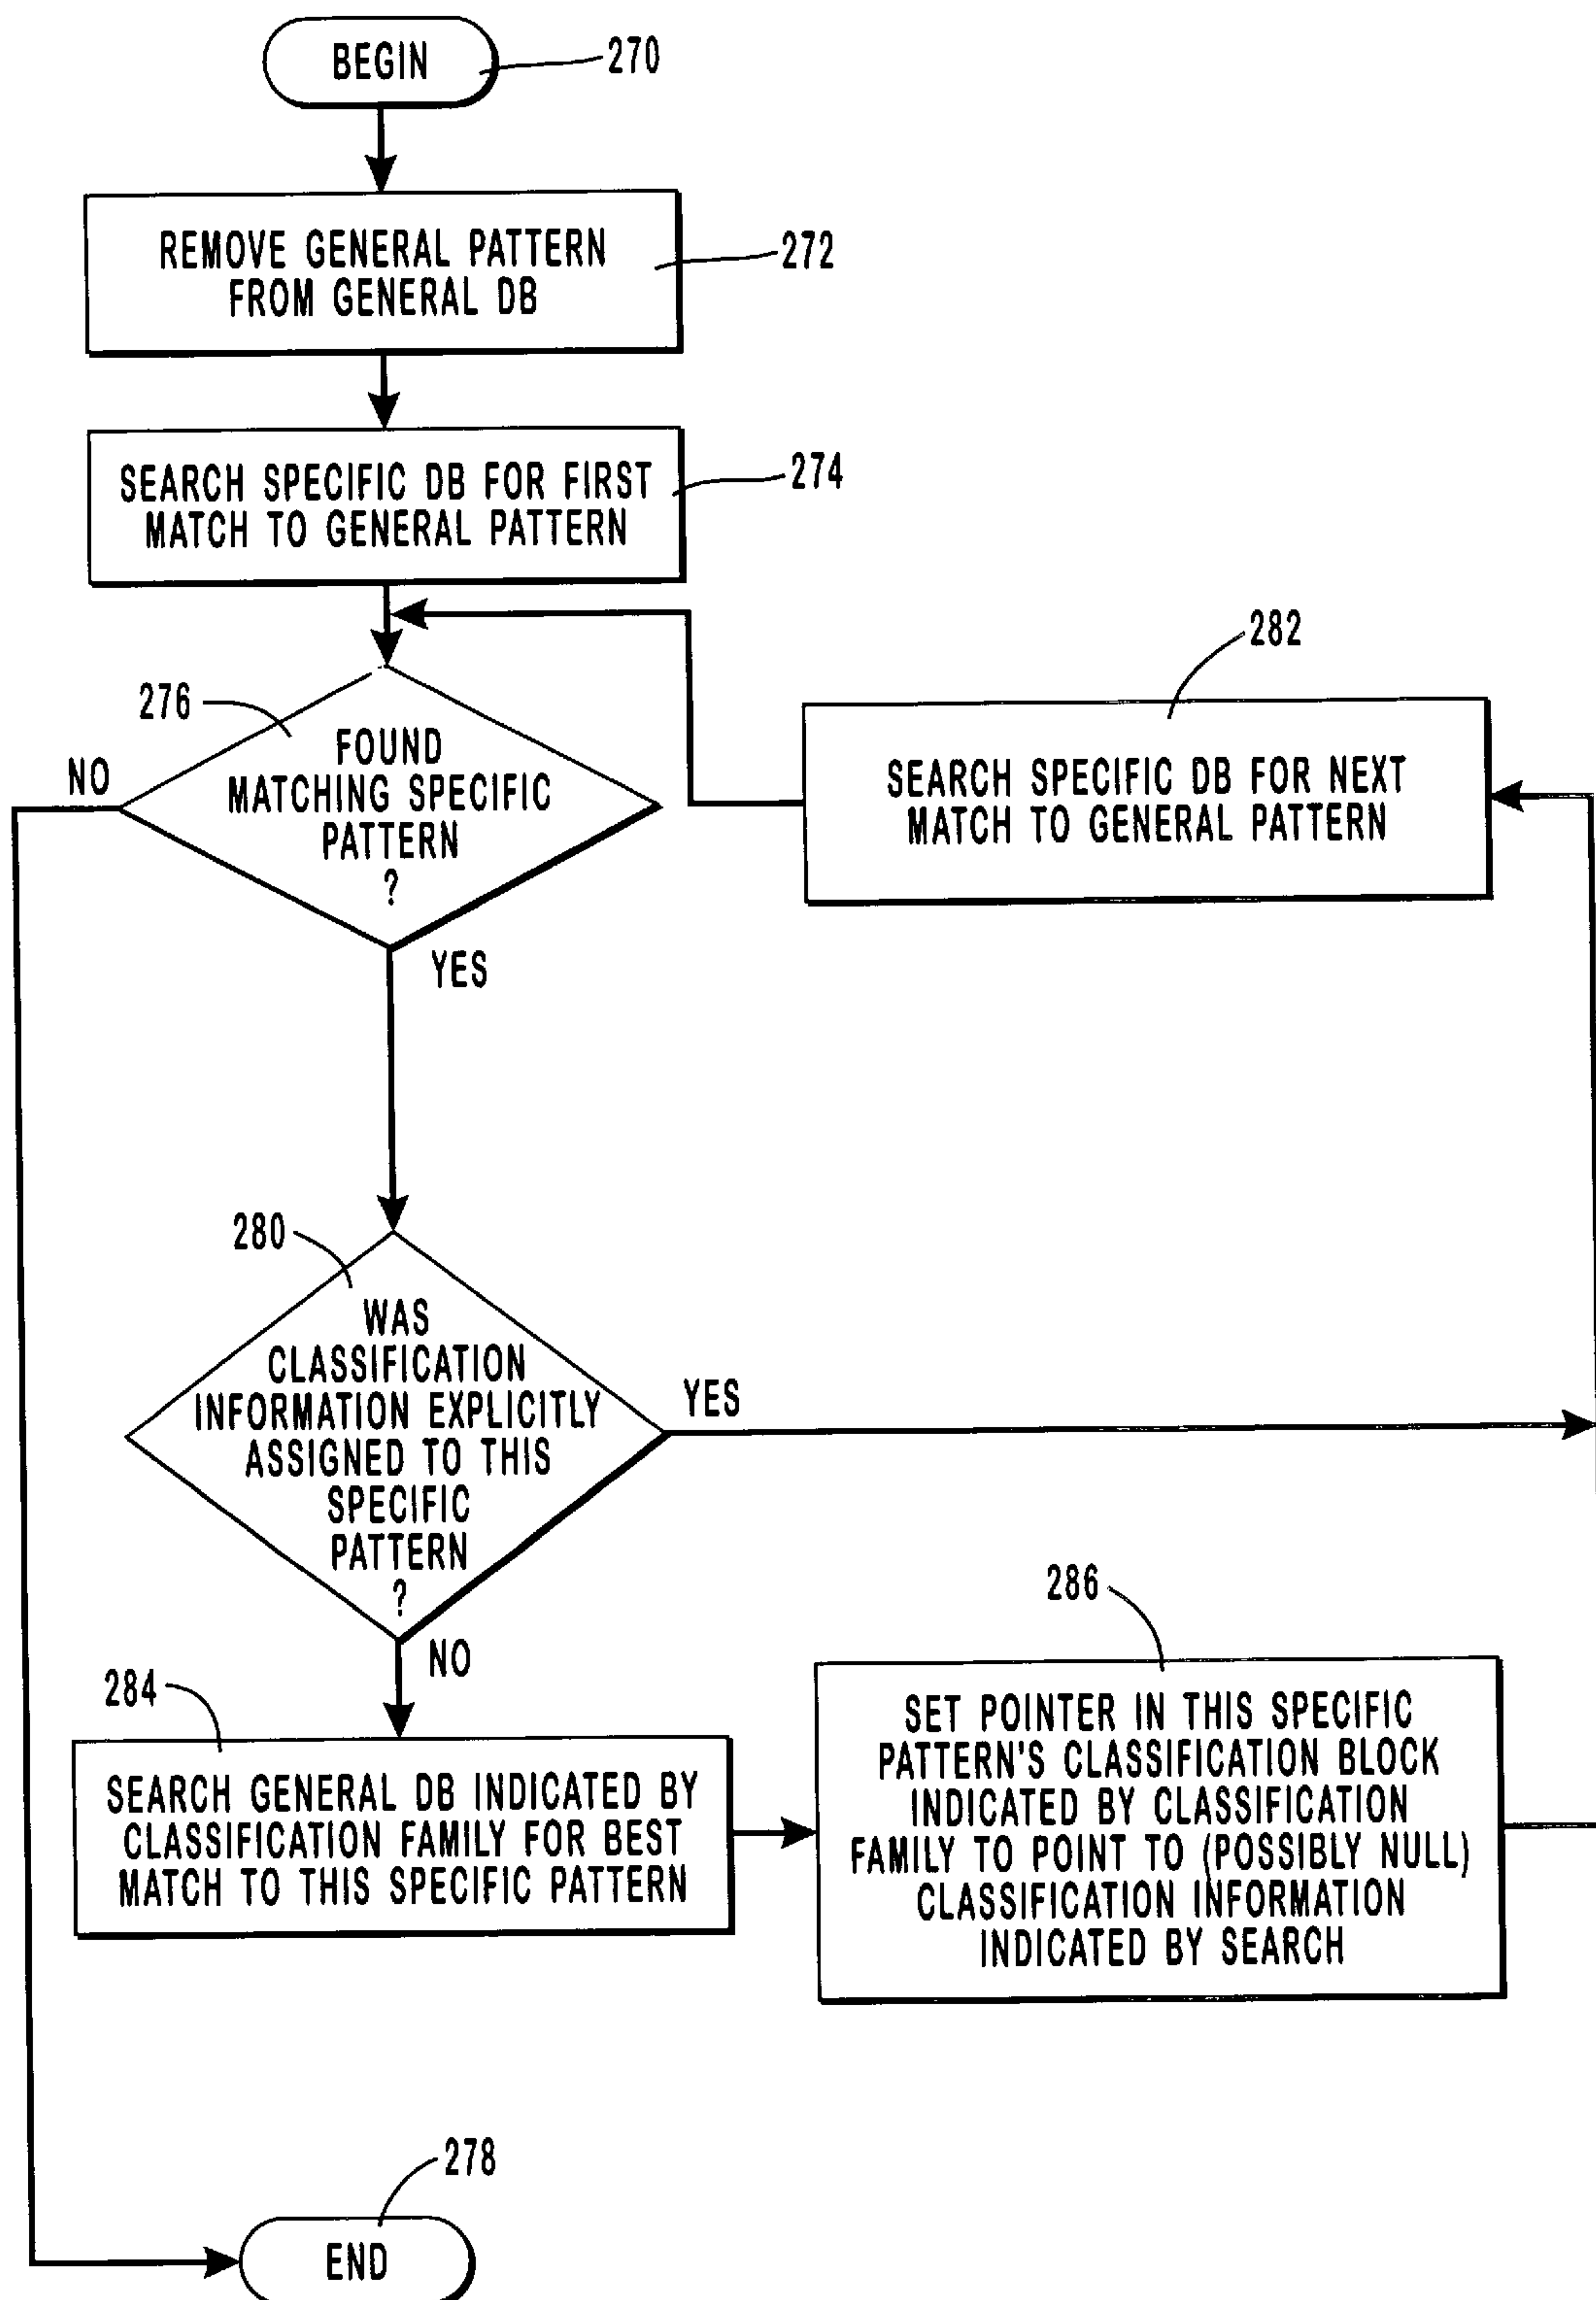 BEGIN
270
REMOVE GENERAL PATTERN
FROM GENERAL DB
272
SEARCH SPECIFIC DB FOR FIRST
MATCH TO GENERAL PATTERN
274
276
FOUND
MATCHING SPECIFIC
PATTERN
?
NO
YES
282
SEARCH SPECIFIC DB FOR NEXT
MATCH TO GENERAL PATTERN
280
WAS
CLASSIFICATION
INFORMATION EXPLICITLY
ASSIGNED TO THIS
SPECIFIC
PATTERN
?
YES
NO
284
SEARCH GENERAL DB INDICATED BY
CLASSIFICATION FAMILY FOR BEST
MATCH TO THIS SPECIFIC PATTERN
286
SET POINTER IN THIS SPECIFIC
PATTERN'S CLASSIFICATION BLOCK
INDICATED BY CLASSIFICATION
FAMILY TO POINT TO (POSSIBLY NULL)
CLASSIFICATION INFORMATION
INDICATED BY SEARCH
278
END